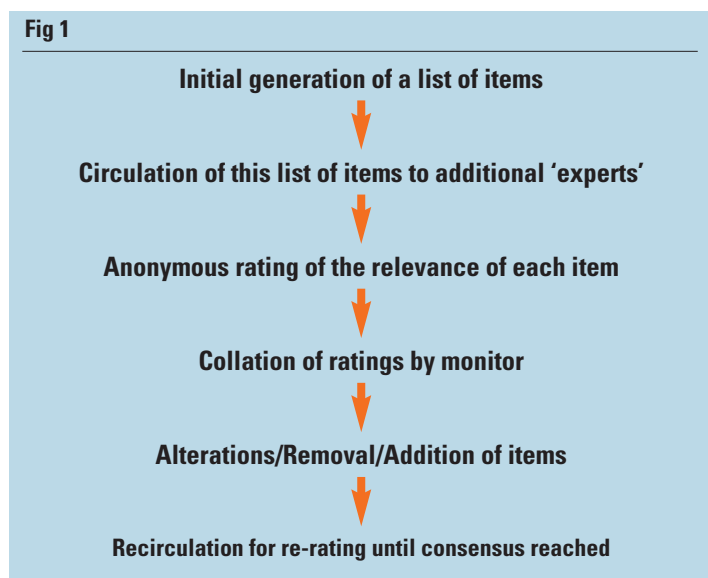 Fig 1
Initial generation of a list of items
Circulation of this list of items to additional ‘experts’
Anonymous rating of the relevance of each item
Collation of ratings by monitor
Alterations/Removal/Addition of items
Recirculation for re-rating until consensus reached